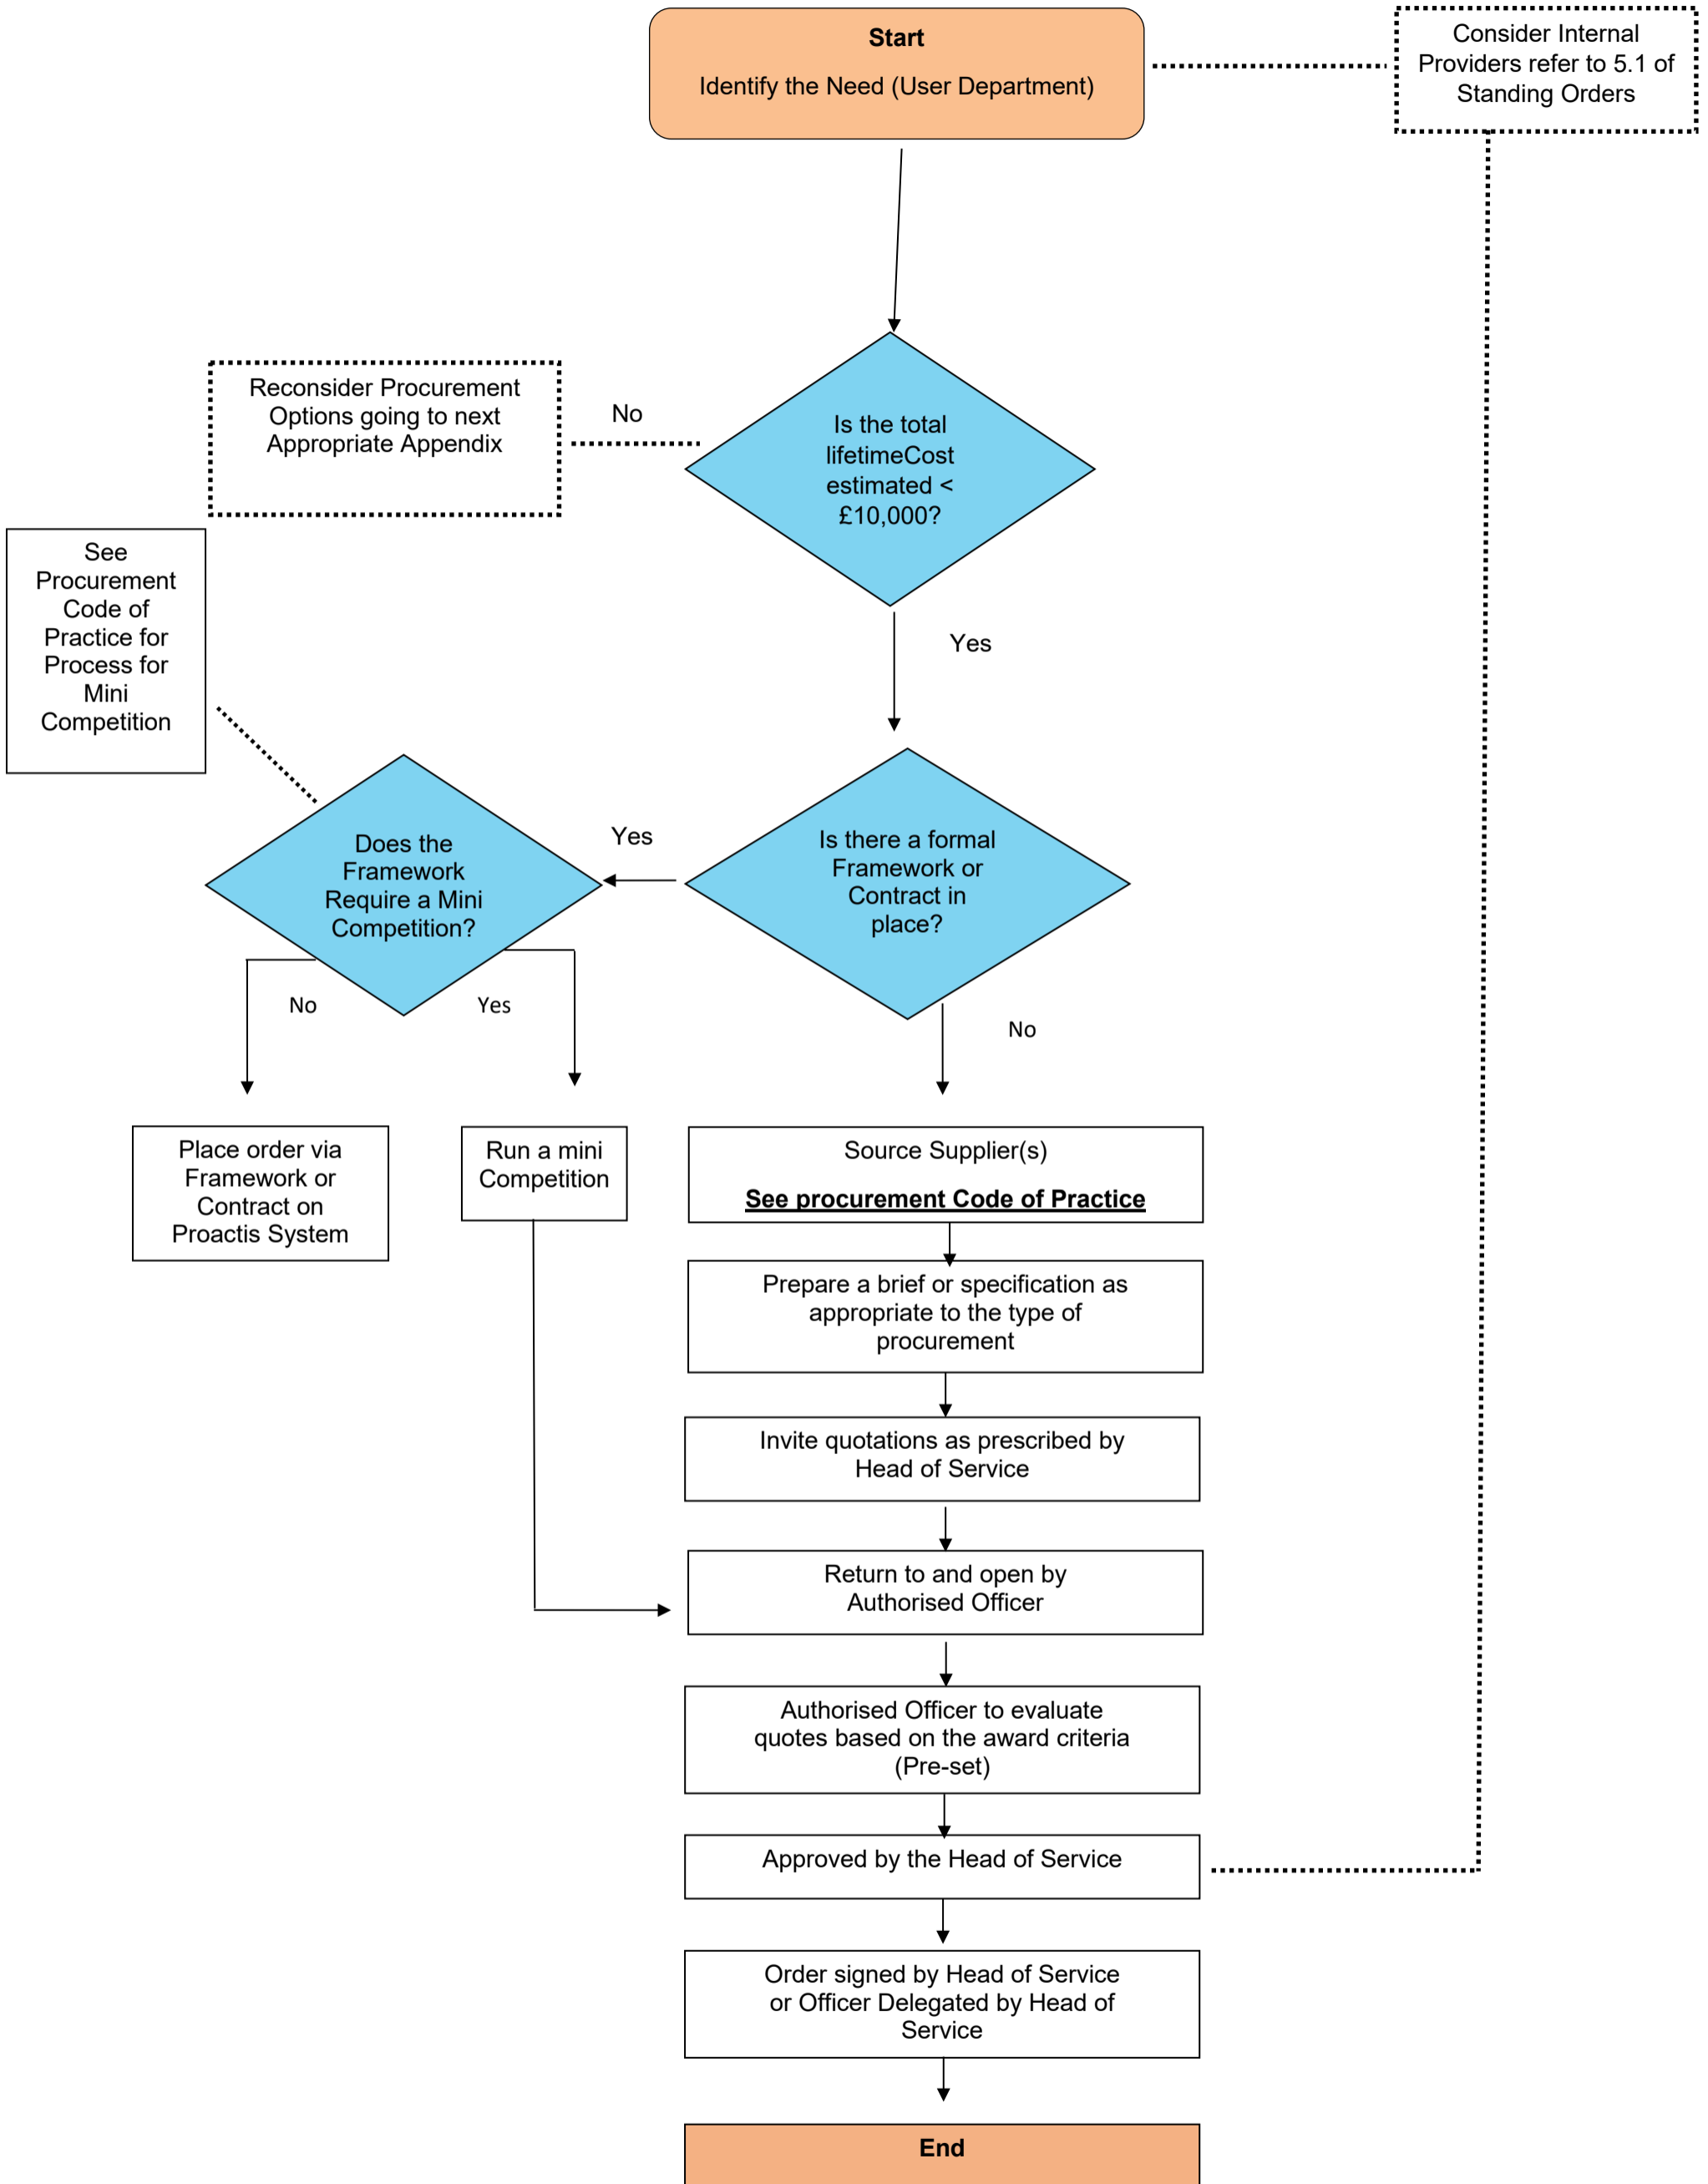 Start
Identify the Need (User Department)
Consider Internal
Providers refer to 5.1 of
Standing Orders
Reconsider Procurement
Options going to next
Appropriate Appendix
No
Is the total
lifetimeCost
estimated <
£10,000?
See
Procurement
Code of
Practice for
Process for
Mini
Competition
Yes
Does the
Framework
Require a Mini
Competition?
Yes
Is there a formal
Framework or
Contract in
place?
No
Yes
No
Place order via
Framework or
Contract on
Proactis System
Run a mini
Competition
Source Supplier(s)
See procurement Code of Practice
Prepare a brief or specification as
appropriate to the type of
procurement
Invite quotations as prescribed by
Head of Service
Return to and open by
Authorised Officer
Authorised Officer to evaluate
quotes based on the award criteria
(Pre-set)
Approved by the Head of Service
Order signed by Head of Service
or Officer Delegated by Head of
Service
End